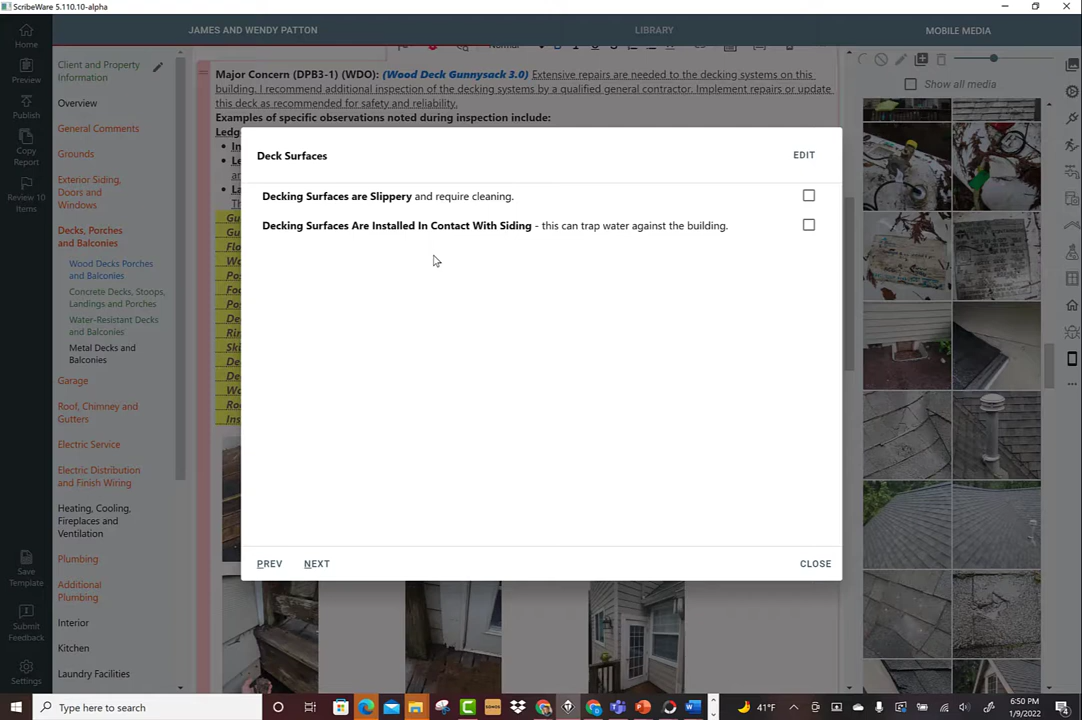 ScribeWare 5.110.10-alpha
JAMES AND WENDY PATTON
LIBRARY
MOBILE MEDIA
Home
Preview
Publish
Copy
Report
Review 10
Items
Save
Template
Submit
Feedback
Settings
Client and Property
Information
Overview
General Comments
Grounds
Exterior Siding,
Doors and
Windows
Decks, Porches
and Balconies
Wood Decks Porches
and Balconies
Concrete Decks, Stoops,
Landings and Porches
Water-Resistant Decks
and Balconies
Metal Decks and
Balconies
Garage
Roof, Chimney and
Gutters
Electric Service
Electric Distribution
and Finish Wiring
Heating, Cooling,
Fireplaces and
Ventilation
Plumbing
Additional
Plumbing
Interior
Kitchen
Laundry Facilities
Normal
Major Concern (DPB3-1) (WDO): (Wood Deck Gunnysack 3.0) Extensive repairs are needed to the decking systems on this
building. I recommend additional inspection of the decking systems by a qualified general contractor. Implement repairs or update
this deck as recommended for safety and reliability.
Examples of specific observations noted during inspection include:
Show all media
Deck Surfaces
EDIT
Decking Surfaces are Slippery and require cleaning.
Decking Surfaces Are Installed In Contact With Siding - this can trap water against the building.
PREV
NEXT
CLOSE
Type here to search
41°F
6:50 PM
1/9/2022
4